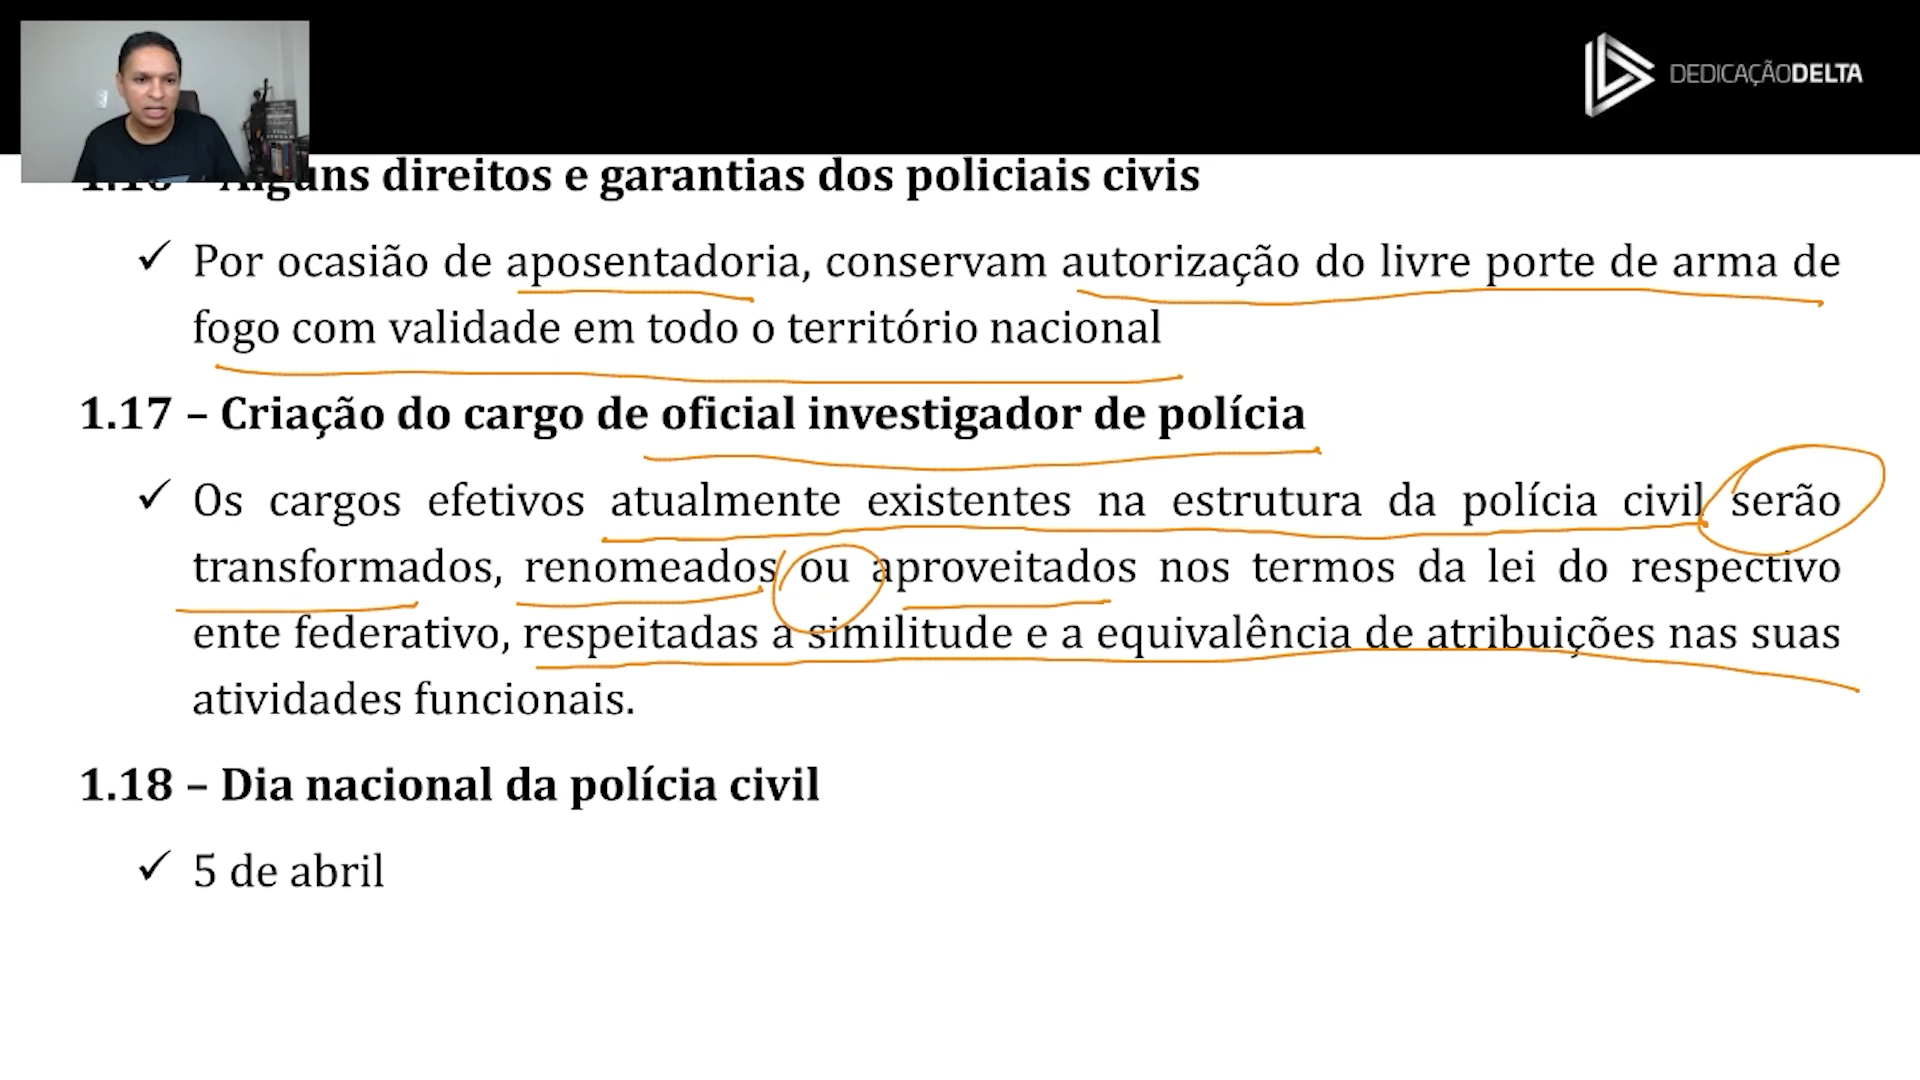 DEDICAÇÃODELTA
1.16 – Alguns direitos e garantias dos policiais civis
✓ Por ocasião de aposentadoria, conservam autorização do livre porte de arma de
fogo com validade em todo o território nacional
1.17 – Criação do cargo de oficial investigador de polícia
✓ Os cargos efetivos atualmente existentes na estrutura da polícia civil serão
transformados, renomeados ou aproveitados nos termos da lei do respectivo
ente federativo, respeitadas a similitude e a equivalência de atribuições nas suas
atividades funcionais.
1.18 – Dia nacional da polícia civil
✓ 5 de abril